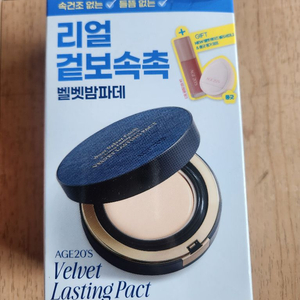 속건조 없는 ✓ 들뜸 없는 ✓
리얼
겉보속촉
벨벳밤파데
+
GIFT
AGE20'S
Velvet
Lasting Pact